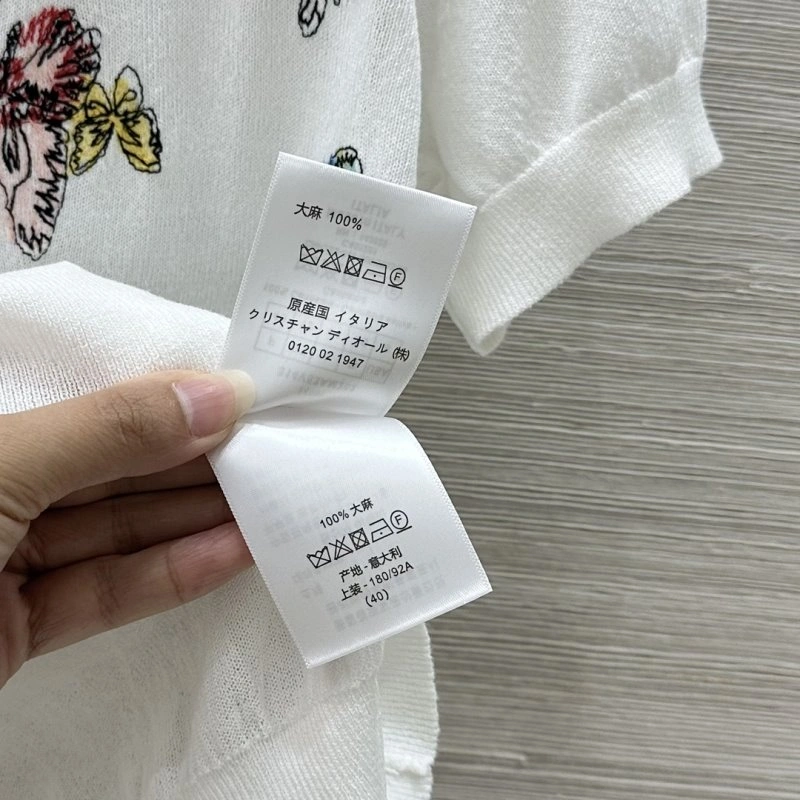 大麻 100%
原産国 イタリア
クリスチャン ディオール (株)
0120 02 1947
100% 大麻
F
产地 - 意大利
上装 - 180/92A
(40)